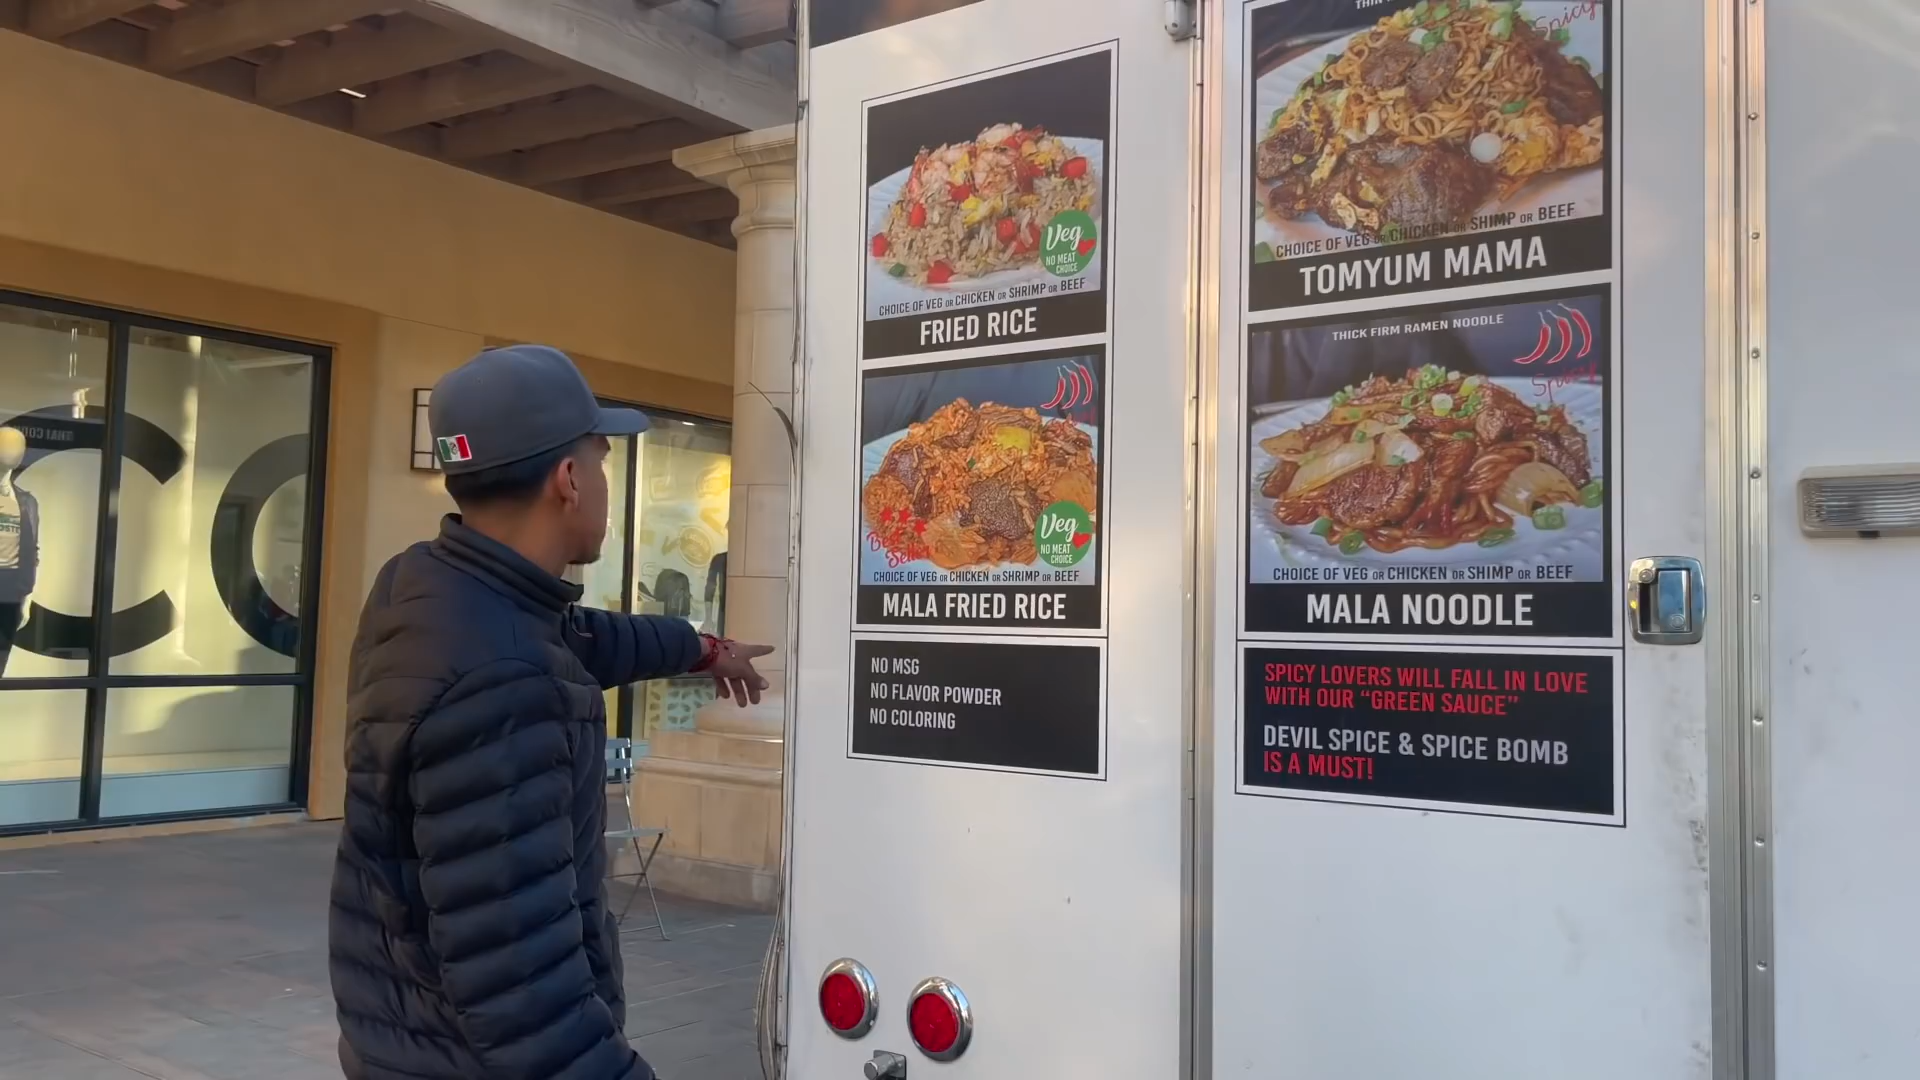 CO
Veg
NO MEAT
CHOICE
CHOICE OF VEG OR CHICKEN OR SHRIMP OR BEEF
FRIED RICE
Best
Seller
Veg
NO MEAT
CHOICE
CHOICE OF VEG OR CHICKEN OR SHRIMP OR BEEF
MALA FRIED RICE
NO MSG
NO FLAVOR POWDER
NO COLORING
Spicy
CHOICE OF VEG OR CHICKEN OR SHIMP OR BEEF
TOMYUM MAMA
THICK FIRM RAMEN NOODLE
Spicy
CHOICE OF VEG OR CHICKEN OR SHIMP OR BEEF
MALA NOODLE
SPICY LOVERS WILL FALL IN LOVE
WITH OUR “GREEN SAUCE”
DEVIL SPICE & SPICE BOMB
IS A MUST!